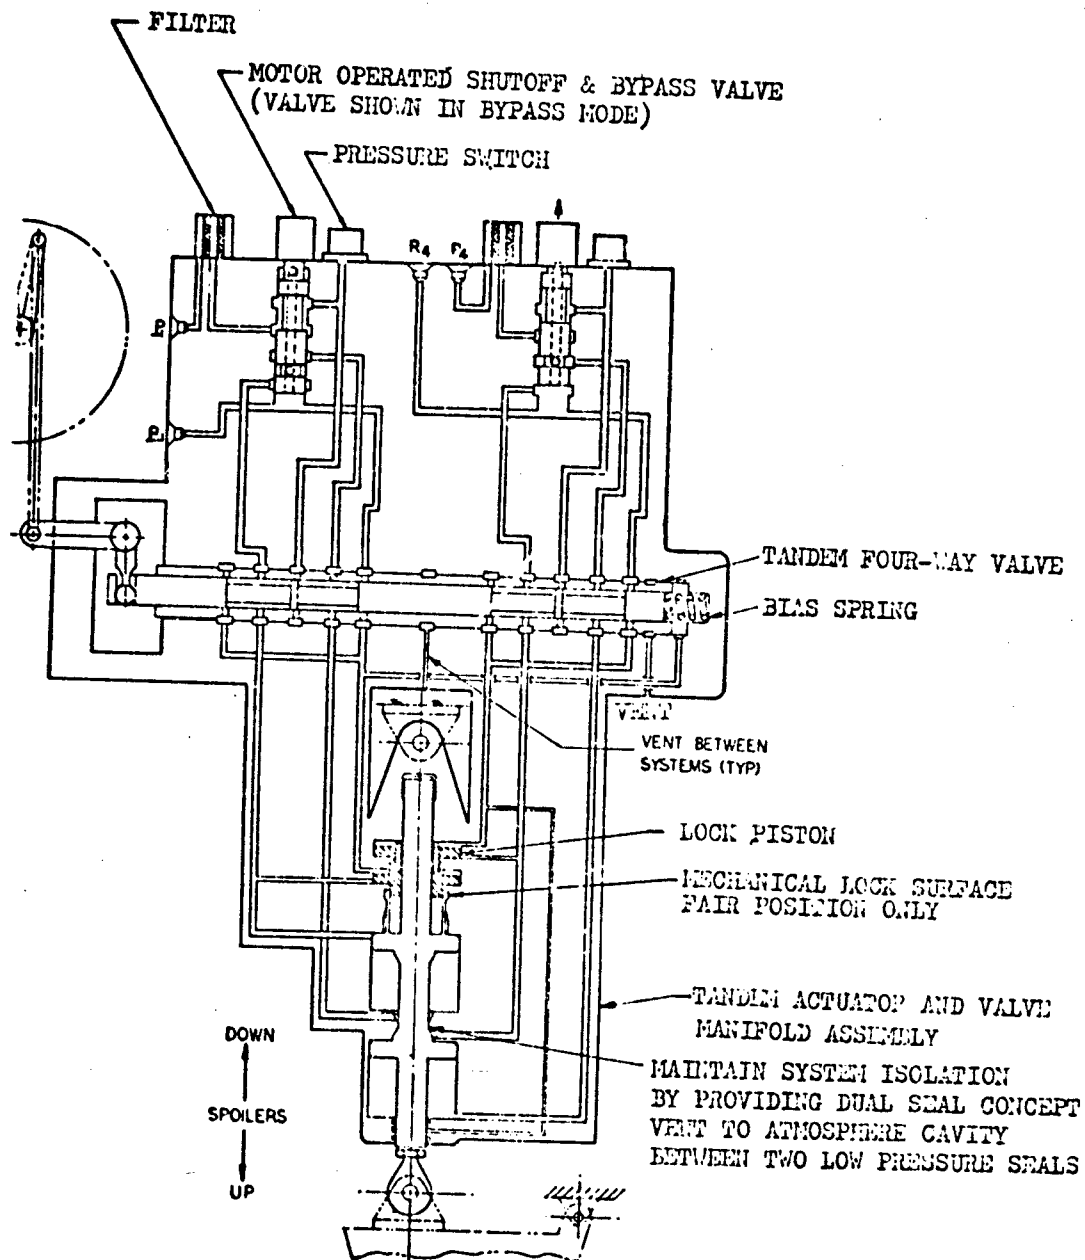 FILTER
MOTOR OPERATED SHUTOFF & BYPASS VALVE
(VALVE SHOWN IN BYPASS MODE)
PRESSURE SWITCH
R4
P4
TANDEM FOUR-WAY VALVE
BIAS SPRING
VENT
VENT BETWEEN
SYSTEMS (TYP)
LOCK PISTON
MECHANICAL LOCK SURFACE
FAIR POSITION ONLY
TANDEM ACTUATOR AND VALVE
MANIFOLD ASSEMBLY
DOWN
SPOILERS
UP
MAINTAIN SYSTEM ISOLATION
BY PROVIDING DUAL SEAL CONCEPT
VENT TO ATMOSPHERE CAVITY
BETWEEN TWO LOW PRESSURE SEALS